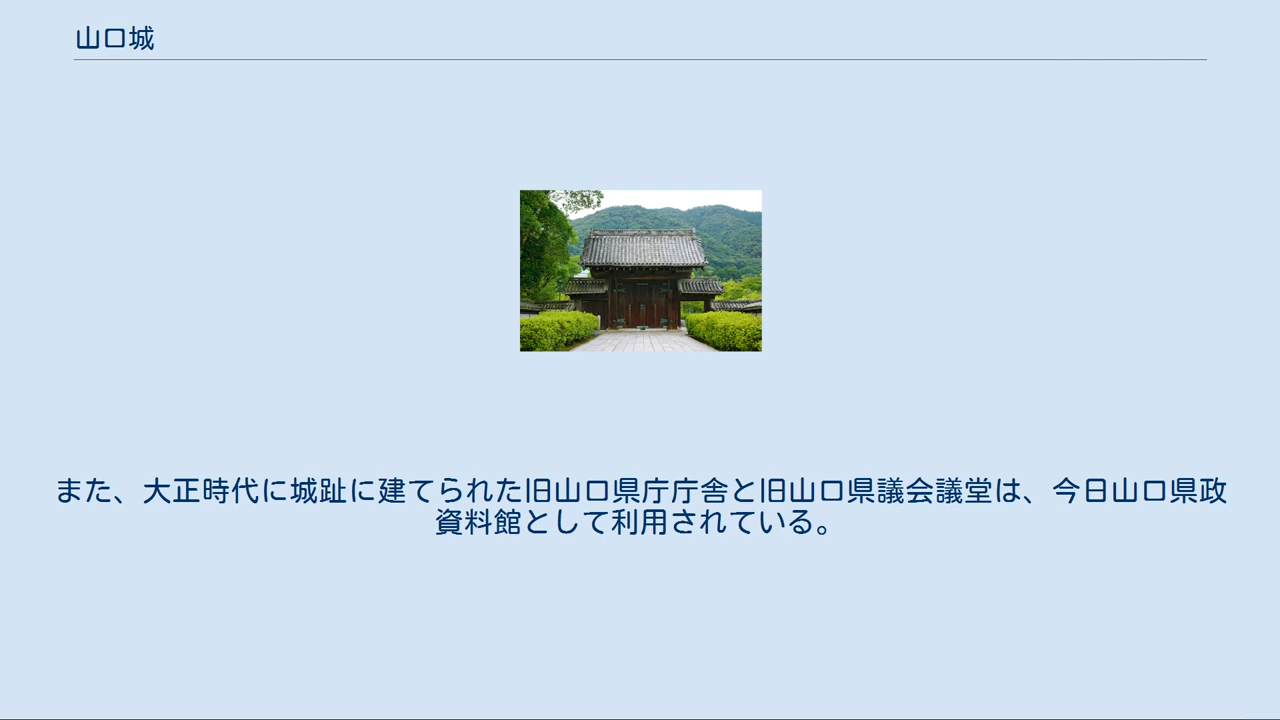 山口城
また、大正時代に城趾に建てられた旧山口県庁庁舎と旧山口県議会議堂は、今日山口県政
資料館として利用されている。